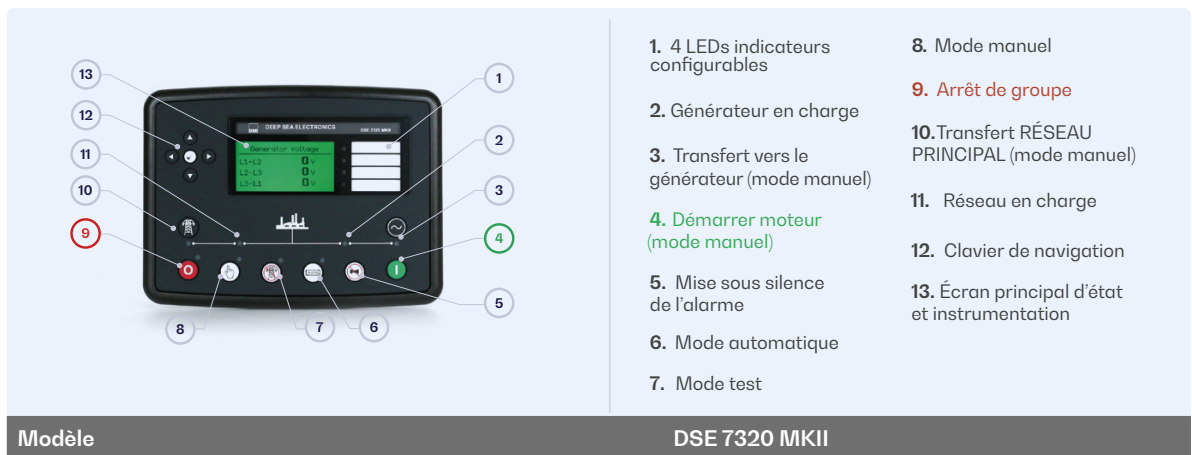 13
12
11
10
9
8
7
6
5
4
3
2
1
DSE
DEEP SEA ELECTRONICS
DSE 7320 MKII
Generator Voltage
L1-L2 0 v
L2-L3 0 v
L3-L1 0 v
O
I
1. 4 LEDs indicateurs
configurables
2. Générateur en charge
3. Transfert vers le
générateur (mode manuel)
4. Démarrer moteur
(mode manuel)
5. Mise sous silence
de l'alarme
6. Mode automatique
7. Mode test
8. Mode manuel
9. Arrêt de groupe
10.Transfert RÉSEAU
PRINCIPAL (mode manuel)
11. Réseau en charge
12. Clavier de navigation
13. Écran principal d'état
et instrumentation
Modèle DSE 7320 MKII